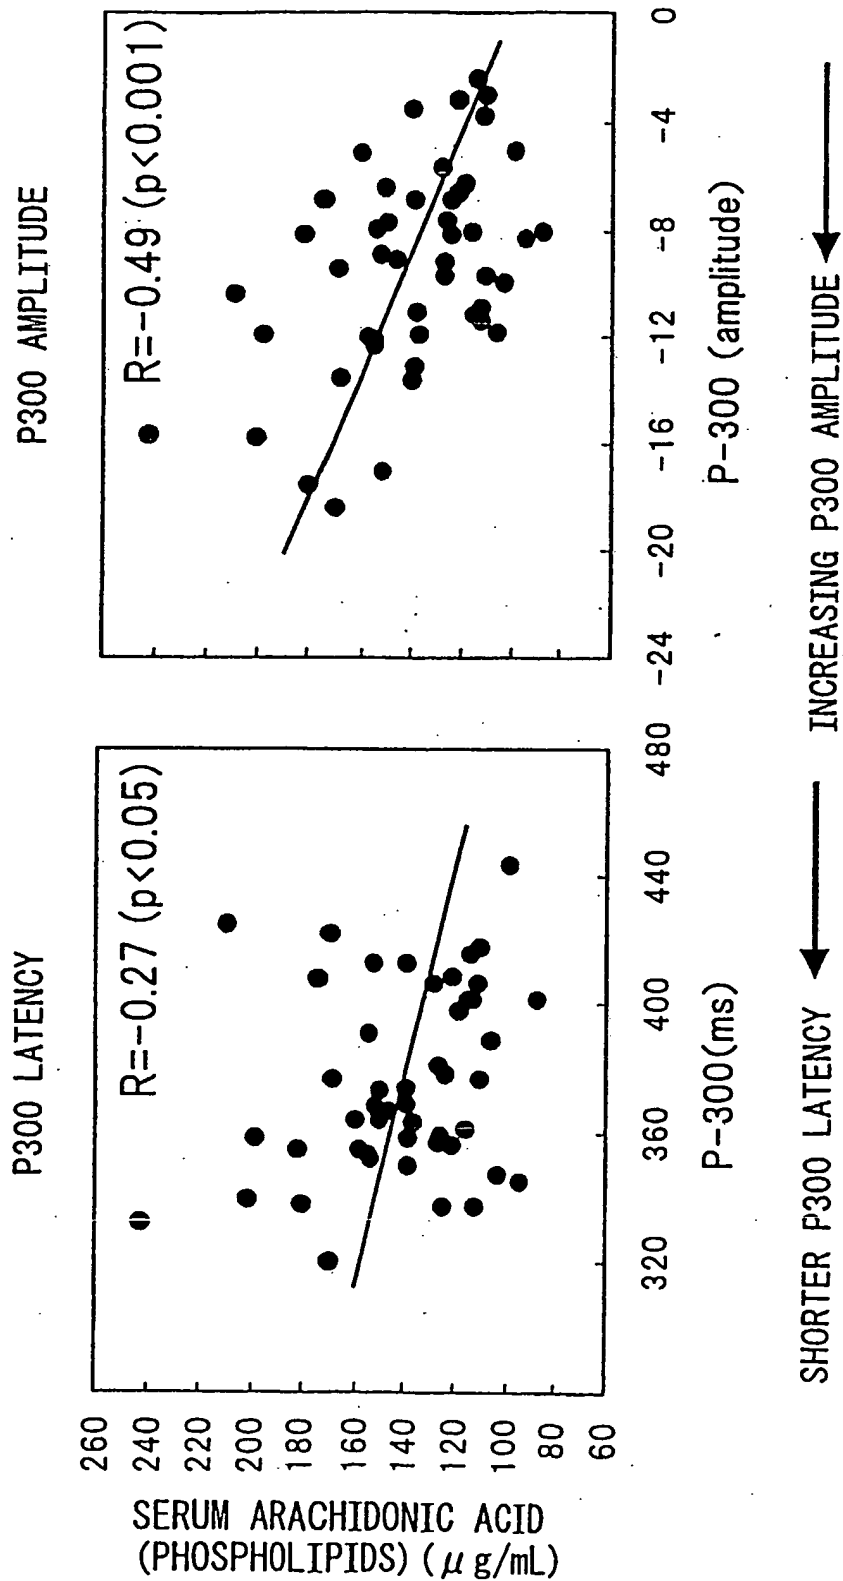 P300 LATENCY
R=-0.27 (p<0.05)
260
240
220
200
180
160
140
120
100
80
60
SERUM ARACHIDONIC ACID
(PHOSPHOLIPIDS) (μg/mL)
320
360
400
440
480
P-300(ms)
SHORTER P300 LATENCY
P300 AMPLITUDE
R=-0.49 (p<0.001)
-24
-20
-16
-12
-8
-4
0
P-300 (amplitude)
INCREASING P300 AMPLITUDE